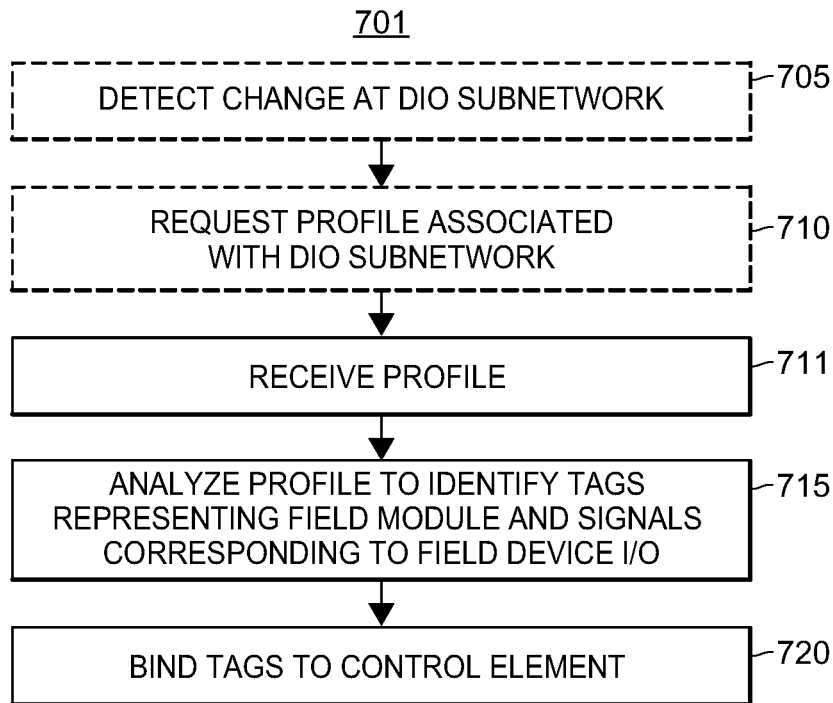 701
DETECT CHANGE AT DIO SUBNETWORK
705
REQUEST PROFILE ASSOCIATED
WITH DIO SUBNETWORK
710
RECEIVE PROFILE
711
ANALYZE PROFILE TO IDENTIFY TAGS
REPRESENTING FIELD MODULE AND SIGNALS
CORRESPONDING TO FIELD DEVICE I/O
715
BIND TAGS TO CONTROL ELEMENT
720